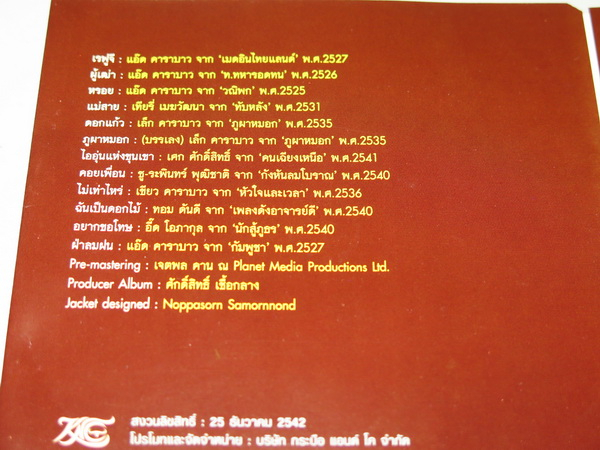 เรฟูจี : แอ๊ด คาราบาว จาก 'เมดอินไทยแลนด์' พ.ศ.2527
ผู้เฒ่า : แอ๊ด คาราบาว จาก 'ท.ทหารอดทน' พ.ศ.2526
หรอย : แอ๊ด คาราบาว จาก 'วณิพก' พ.ศ.2525
แม่สาย : เทียรี่ เมฆวัฒนา จาก 'ทับหลัง' พ.ศ.2531
ดอกแก้ว : เล็ก คาราบาว จาก 'ภูผาหมอก' พ.ศ.2535
ภูผาหมอก : (บรรเลง) เล็ก คาราบาว จาก 'ภูผาหมอก' พ.ศ.2535
ไออุ่นแห่งขุนเขา : เศก ศักดิ์สิทธิ์ จาก 'คนเฉียงเหนือ' พ.ศ.2541
คอยเพื่อน : ชู-ระพินทร์ พุฒิชาติ จาก 'กังหันลมโบราณ' พ.ศ.2540
ไม่เท่าไหร่ : เขียว คาราบาว จาก 'หัวใจและเวลา' พ.ศ.2536
ฉันเป็นดอกไม้ : ทอม ดันดี จาก 'เพลงดังอาจารย์ดี' พ.ศ.2540
อยากขอโทษ : อี๊ด โอภากุล จาก 'นักสู้ภูธร' พ.ศ.2540
ฝ่าลมฝน : แอ๊ด คาราบาว จาก 'กัมพูชา' พ.ศ.2527
Pre-mastering : เจตพล คาน ณ Planet Media Productions Ltd.
Producer Album : ศักดิ์สิทธิ์ เชื้อกลาง
Jacket designed : Noppasorn Samornnond
สงวนลิขสิทธิ์ : 25 ธันวาคม 2542
โปรโมทและจัดจำหน่าย : บริษัท กระบือ แอนด์ โค จำกัด